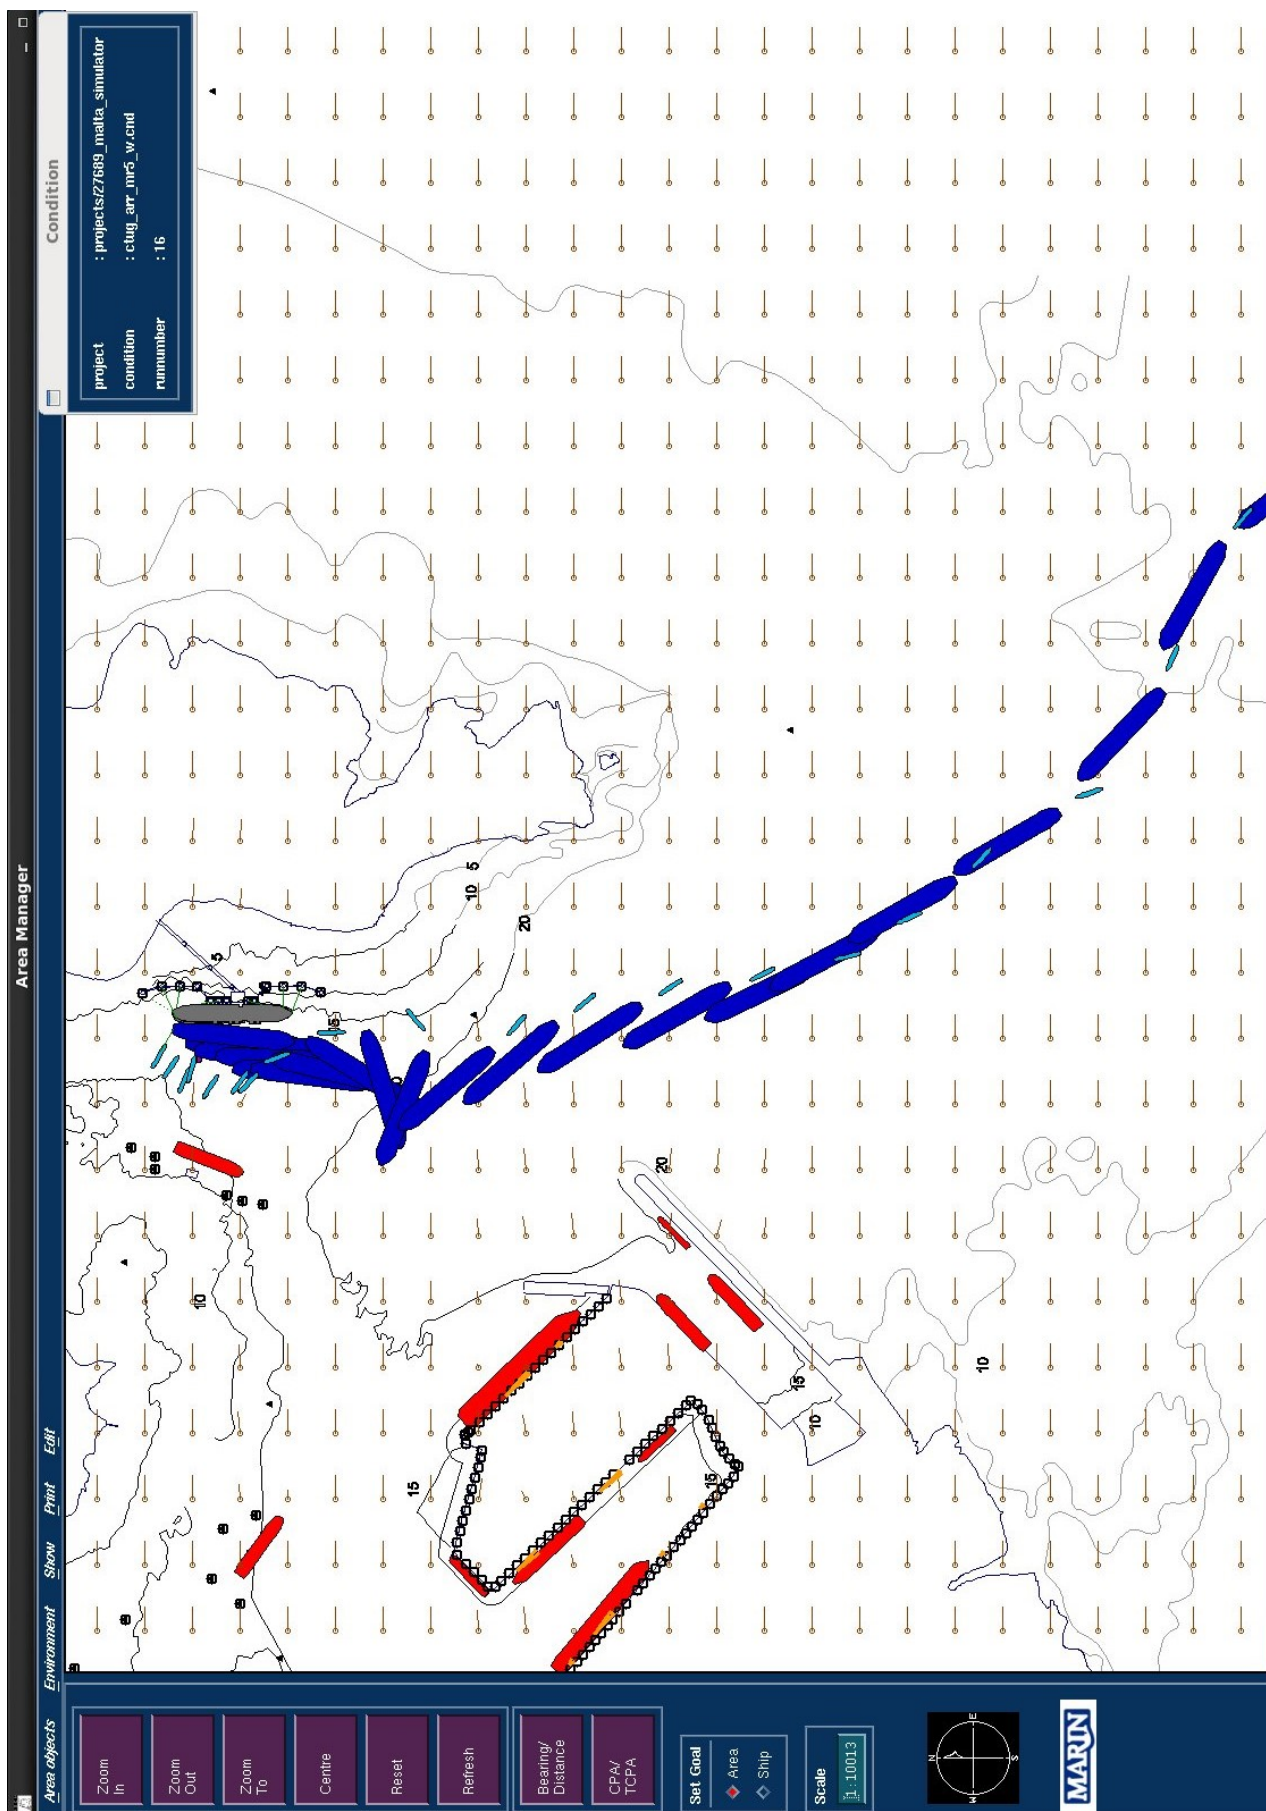 Area Manager
Area objects Environment Show Print Edit
Condition
project : projects/27689_malta_simulator
condition : ctug_arr_mr5_w.cnd
runnumber : 16
Zoom
In
Zoom
Out
Zoom
To
Centre
Reset
Refresh
Bearing/
Distance
CPA/
TCPA
Set Goal
Area
Ship
Scale
1:10013
N
W E
S
MARIN
5
15
10 5
20
10
20
15
15
10
15
10